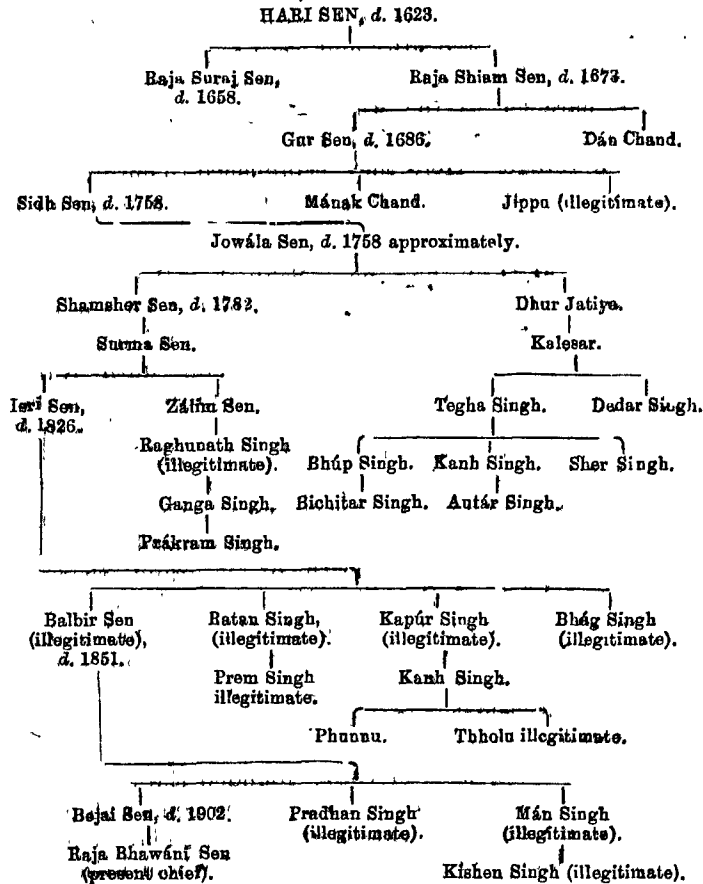 HARI SEN, d. 1623.
Raja Suraj Sen, Raja Shiam Sen, d. 1673.
d. 1658.
Gur Sen, d. 1686. Dán Chand.
Sidh Sen, d. 1758. Mának Chand. Jippu (illegitimate).
Jowála Sen, d. 1758 approximately.
Shamsher Sen, d. 1782. Dhur Jatiya.
Surma Sen. Kalesar.
Isri Sen, Zálim Sen. Tegha Singh. Dedar Singh.
d. 1826.
Raghunath Singh Bhúp Singh. Kanh Singh. Sher Singh.
(illegitimate).
Ganga Singh. Bichitar Singh. Autár Singh.
Prákram Singh.
Balbir Sen Ratan Singh, Kapúr Singh Bhág Singh
(illegitimate), (illegitimate). (illegitimate). (illegitimate).
d. 1851.
Prem Singh Kanh Singh.
illegitimate.
Phunnu. Tbholu illegitimate.
Bejai Sen, d. 1902. Pradhan Singh Mán Singh
(illegitimate). (illegitimate).
Raja Bhawáni Sen Kishen Singh (illegitimate).
(present chief).